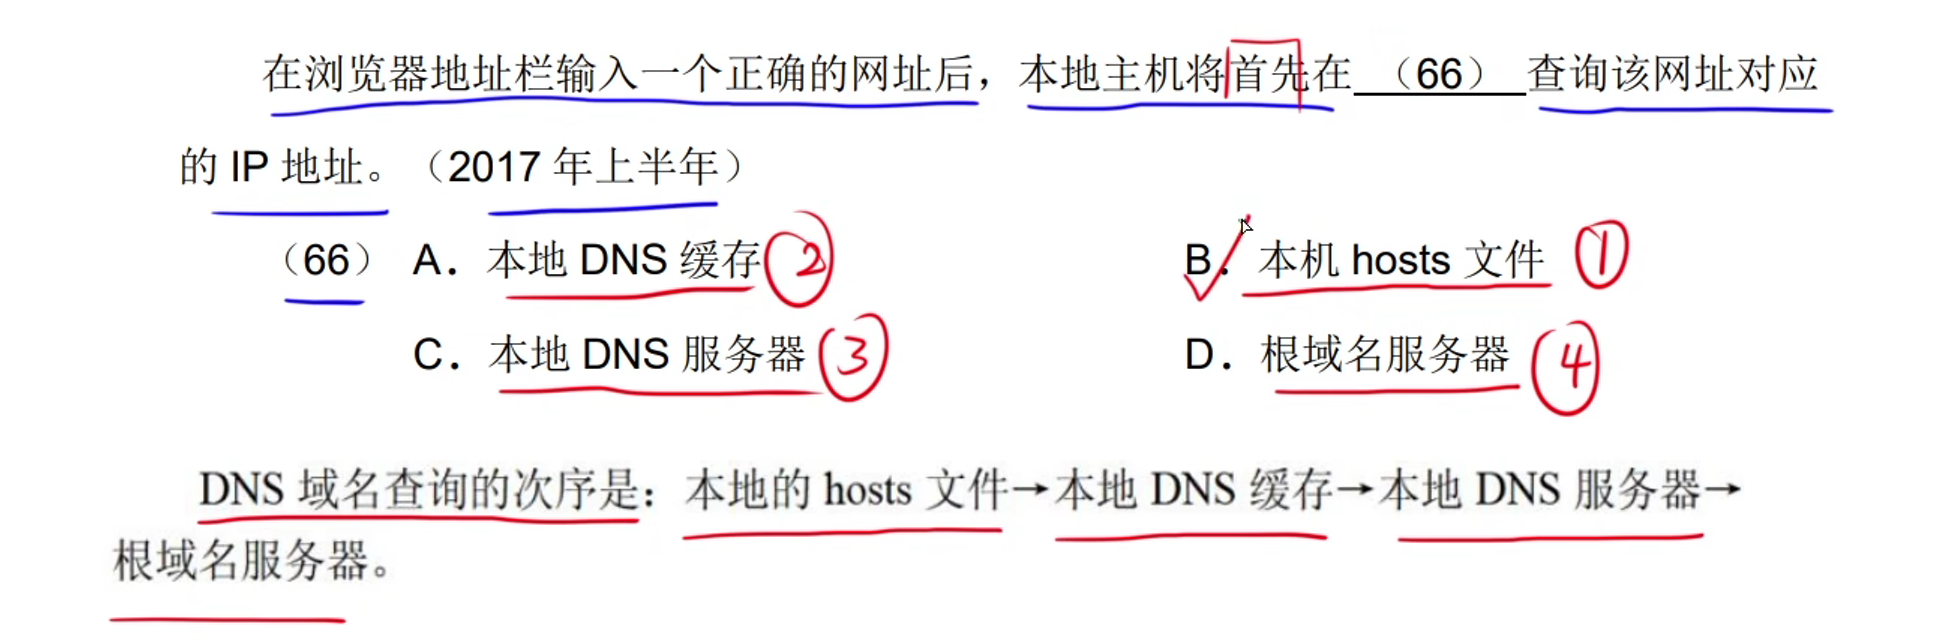 在浏览器地址栏输入一个正确的网址后，本地主机将首先在 （66） 查询该网址对应
的 IP 地址。（2017 年上半年）
（66） A．本地 DNS 缓存 ② B．本机 hosts 文件 ①
C．本地 DNS 服务器 ③ D．根域名服务器 ④
DNS 域名查询的次序是：本地的 hosts 文件→本地 DNS 缓存→本地 DNS 服务器→
根域名服务器。